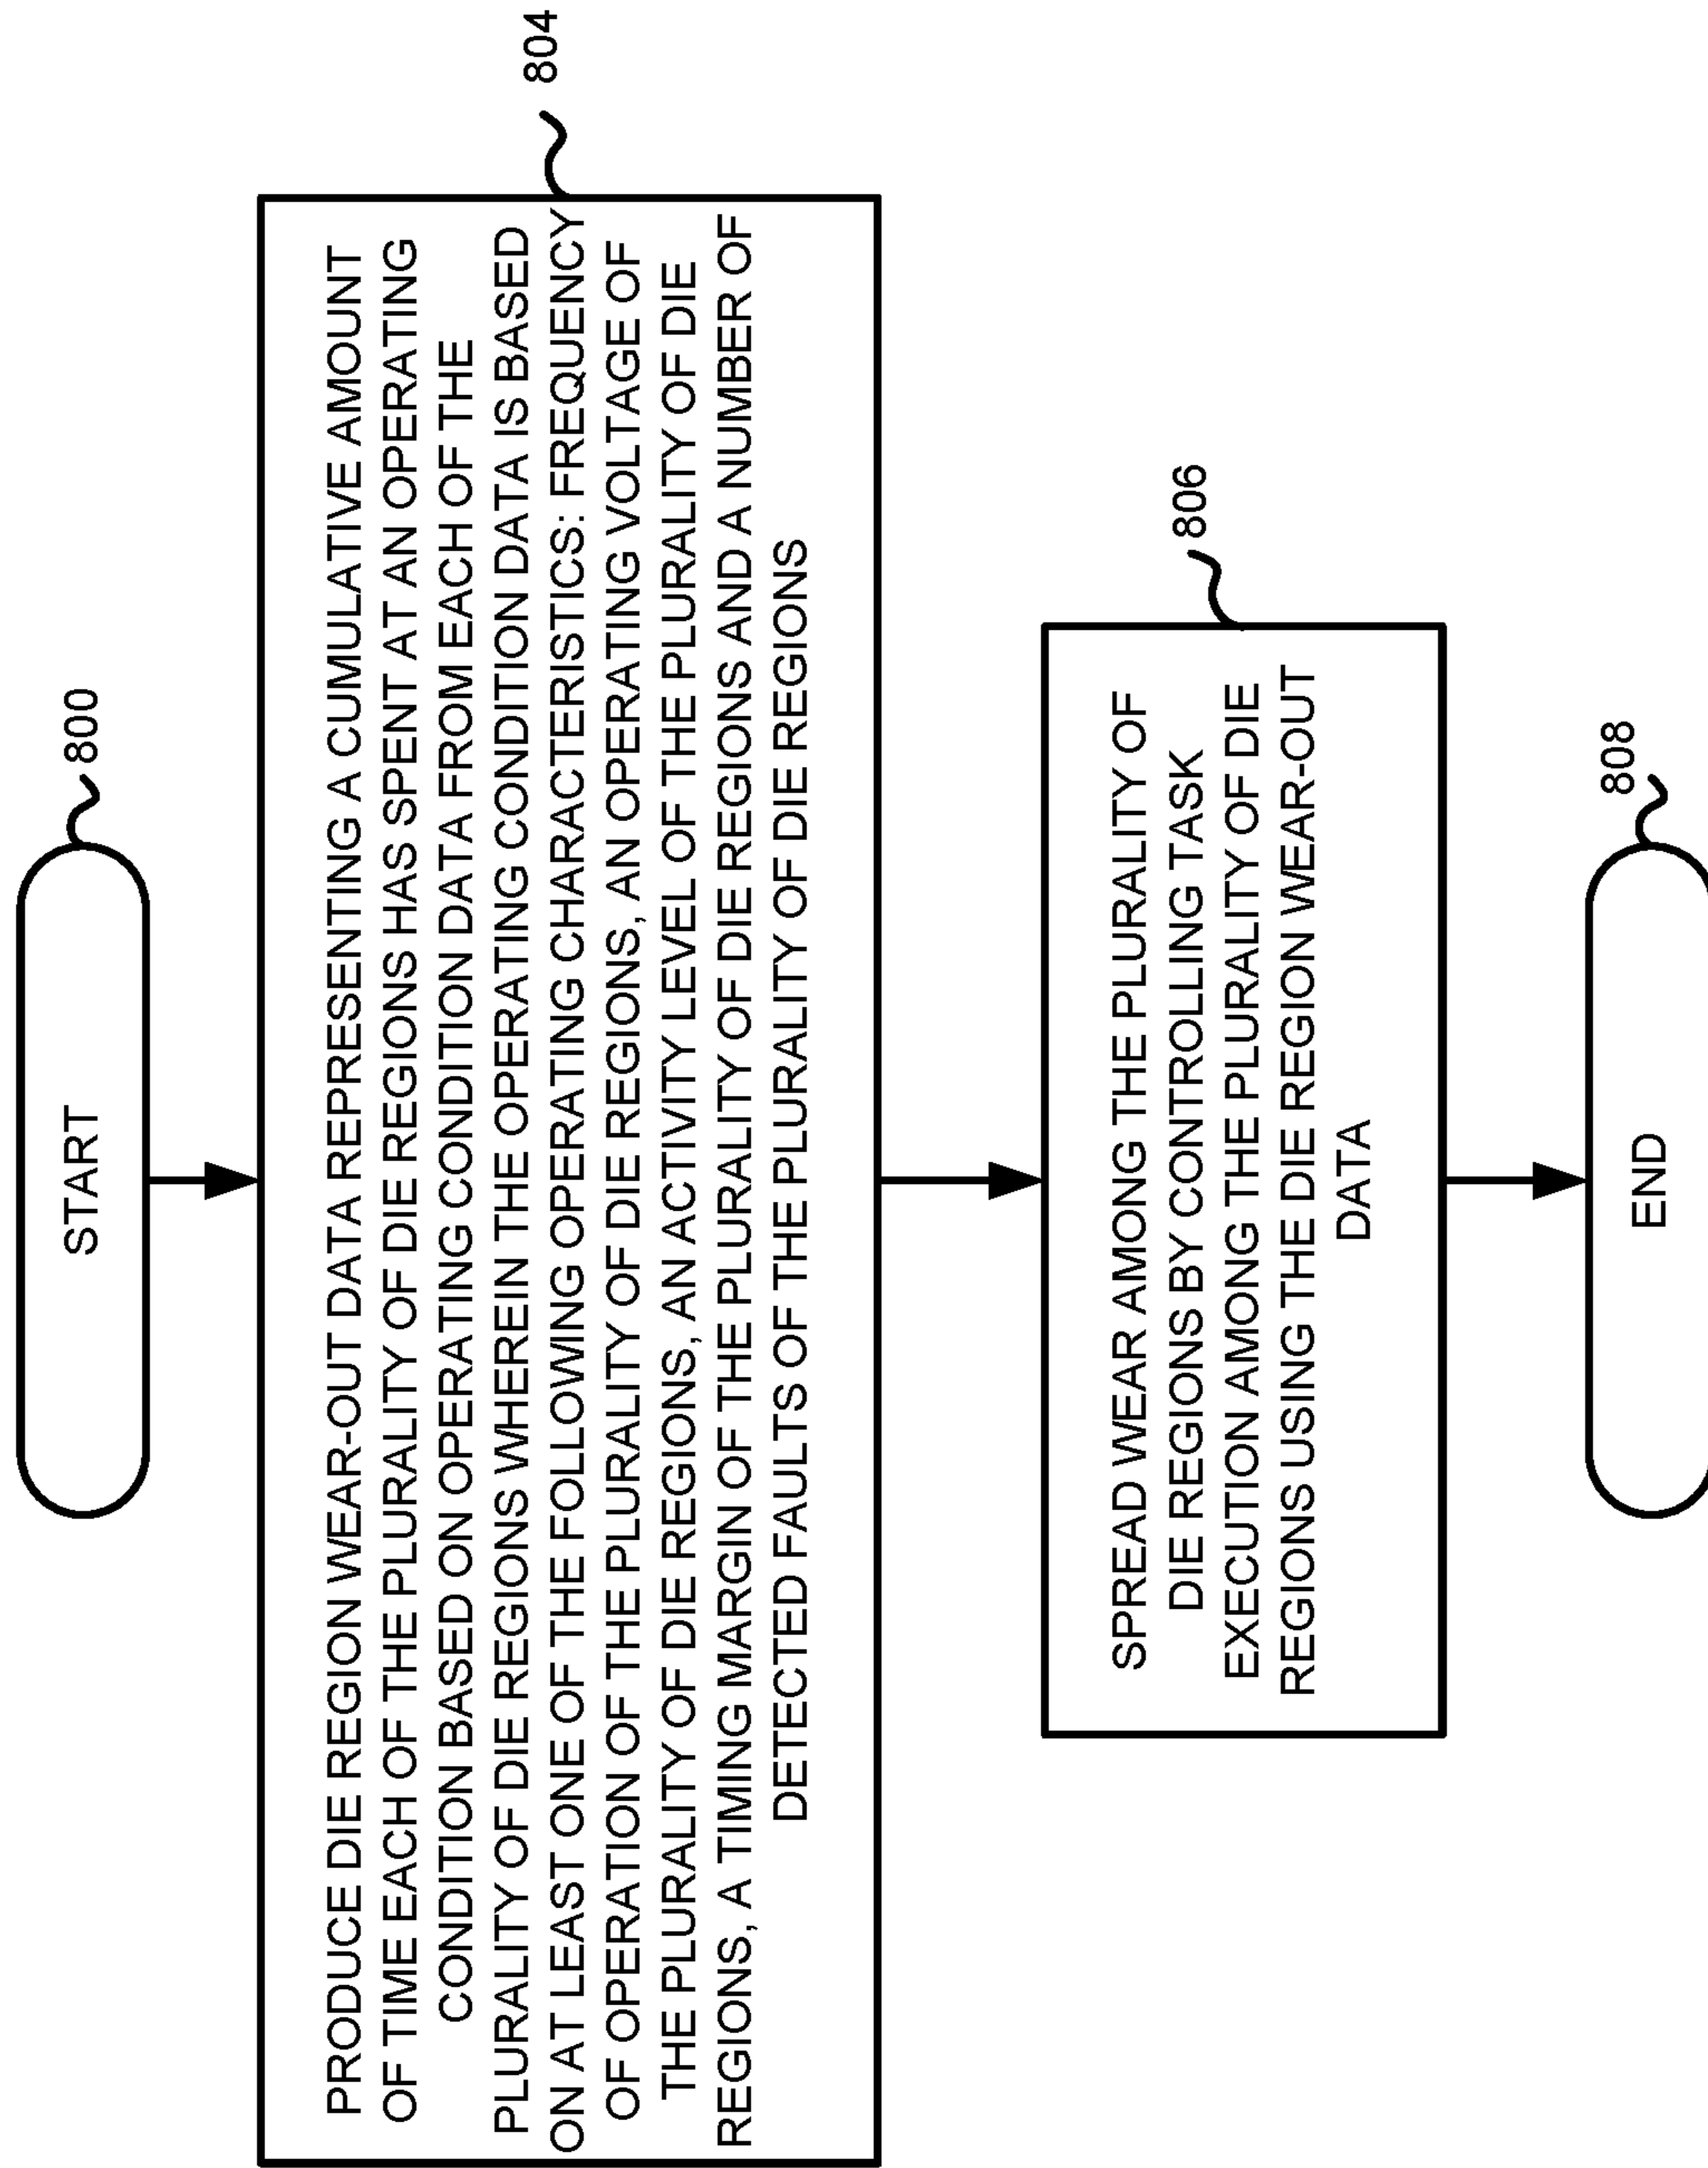 START
800
PRODUCE DIE REGION WEAR-OUT DATA REPRESENTING A CUMULATIVE AMOUNT
OF TIME EACH OF THE PLURALITY OF DIE REGIONS HAS SPENT AT AN OPERATING
CONDITION BASED ON OPERATING CONDITION DATA FROM EACH OF THE
PLURALITY OF DIE REGIONS WHEREIN THE OPERATING CONDITION DATA IS BASED
ON AT LEAST ONE OF THE FOLLOWING OPERATING CHARACTERISTICS: FREQUENCY
OF OPERATION OF THE PLURALITY OF DIE REGIONS, AN OPERATING VOLTAGE OF
THE PLURALITY OF DIE REGIONS, AN ACTIVITY LEVEL OF THE PLURALITY OF DIE
REGIONS, A TIMING MARGIN OF THE PLURALITY OF DIE REGIONS AND A NUMBER OF
DETECTED FAULTS OF THE PLURALITY OF DIE REGIONS
804
SPREAD WEAR AMONG THE PLURALITY OF
DIE REGIONS BY CONTROLLING TASK
EXECUTION AMONG THE PLURALITY OF DIE
REGIONS USING THE DIE REGION WEAR-OUT
DATA
806
END
808